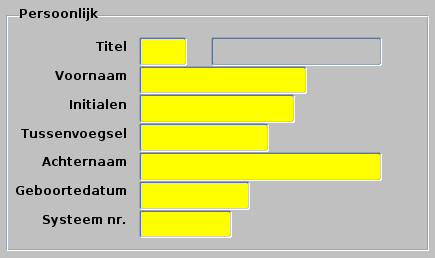 Persoonlijk
Titel
Voornaam
Initialen
Tussenvoegsel
Achternaam
Geboortedatum
Systeem nr.